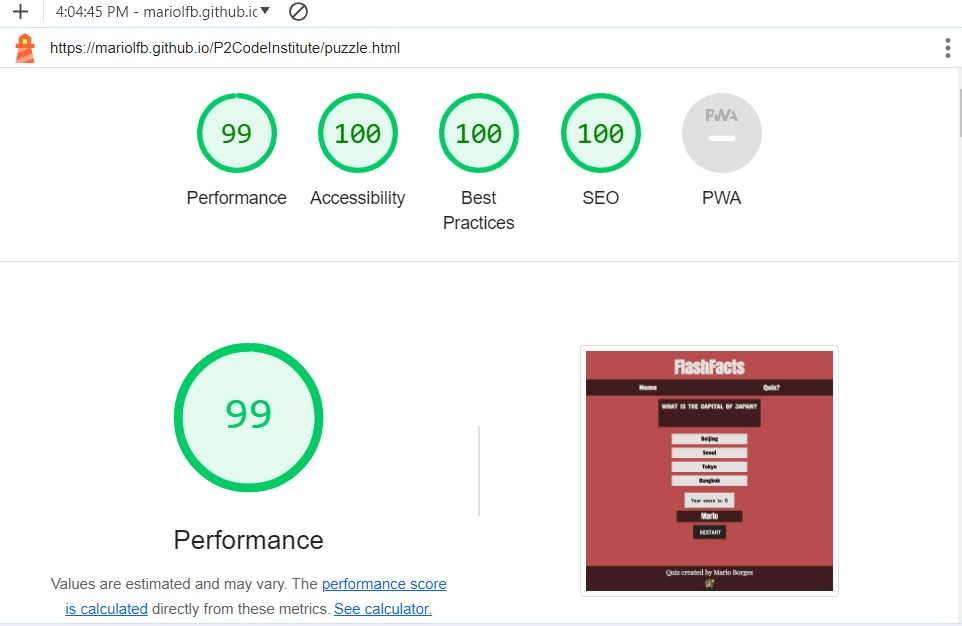 4:04:45 PM - mariolfb.github.io
https://mariolfb.github.io/P2CodeInstitute/puzzle.html
99
100
100
100
PWA
Performance
Accessibility
Best
Practices
SEO
PWA
99
Performance
Values are estimated and may vary. The performance score
is calculated directly from these metrics. See calculator.
FlashFacts
Home
Quiz?
WHAT IS THE CAPITAL OF JAPAN?
Beijing
Seoul
Tokyo
Bangkok
Your score is: 0
Mario
RESTART
Quiz created by Mario Borges